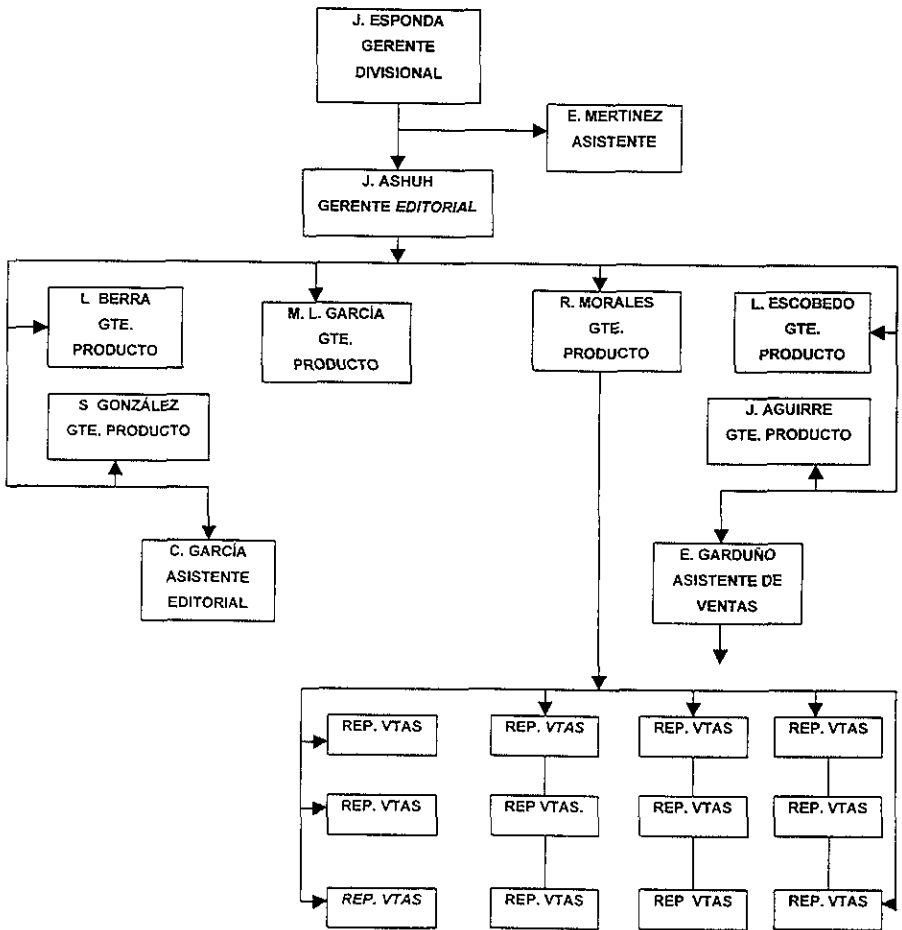 J. ESPONDA
GERENTE
DIVISIONAL
E. MERTINEZ
ASISTENTE
J. ASHUH
GERENTE EDITORIAL
L. BERRA
GTE.
PRODUCTO
M. L. GARCÍA
GTE.
PRODUCTO
R. MORALES
GTE.
PRODUCTO
L. ESCOBEDO
GTE.
PRODUCTO
S GONZÁLEZ
GTE. PRODUCTO
J. AGUIRRE
GTE. PRODUCTO
C. GARCÍA
ASISTENTE
EDITORIAL
E. GARDUÑO
ASISTENTE DE
VENTAS
REP. VTAS
REP. VTAS
REP. VTAS
REP. VTAS
REP. VTAS
REP VTAS.
REP. VTAS
REP. VTAS
REP. VTAS
REP. VTAS
REP VTAS
REP. VTAS